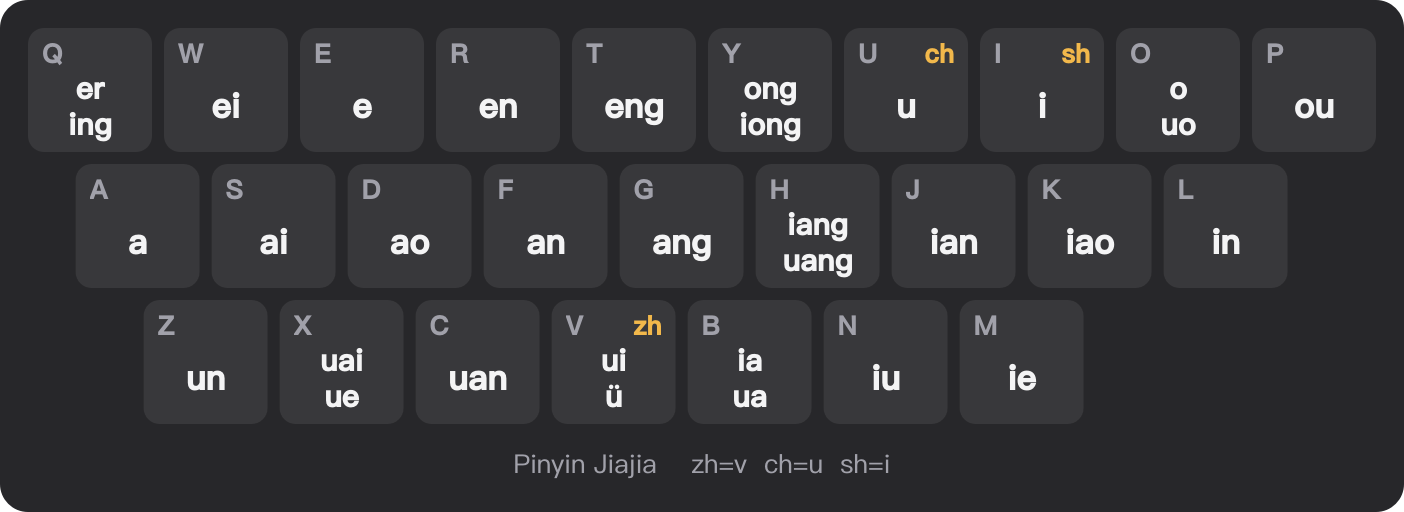 Q W E R T Y U ch I sh O P
er ei e en eng ong u i o ou
ing iong uo
A S D F G H J K L
a ai ao an ang iang ian iao in
uang
Z X C V zh B N M
un uai uan ui ia iu ie
ue ü ua
Pinyin Jiajia zh=v ch=u sh=i